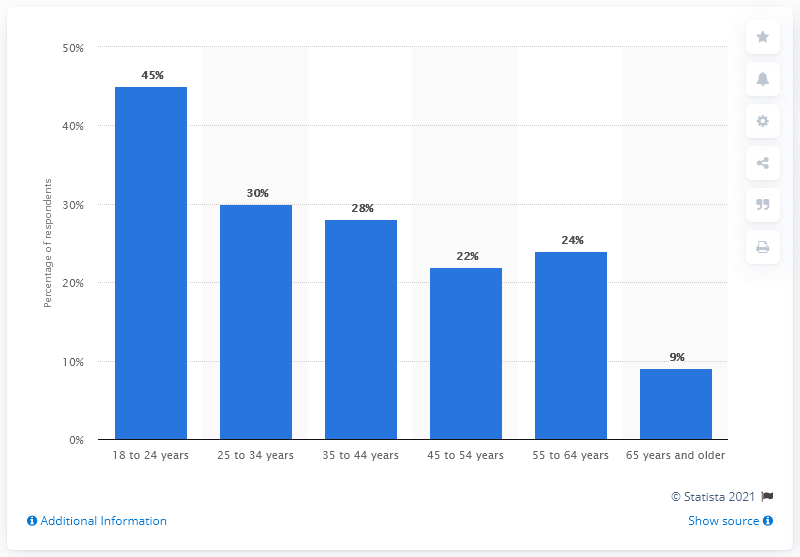 50%
40%
30%
20%
10%
0%
Percentage of respondents
45%
30%
28%
22%
24%
9%
18 to 24 years
25 to 34 years
35 to 44 years
45 to 54 years
55 to 64 years
65 years and older
© Statista 2021
Additional Information
Show source